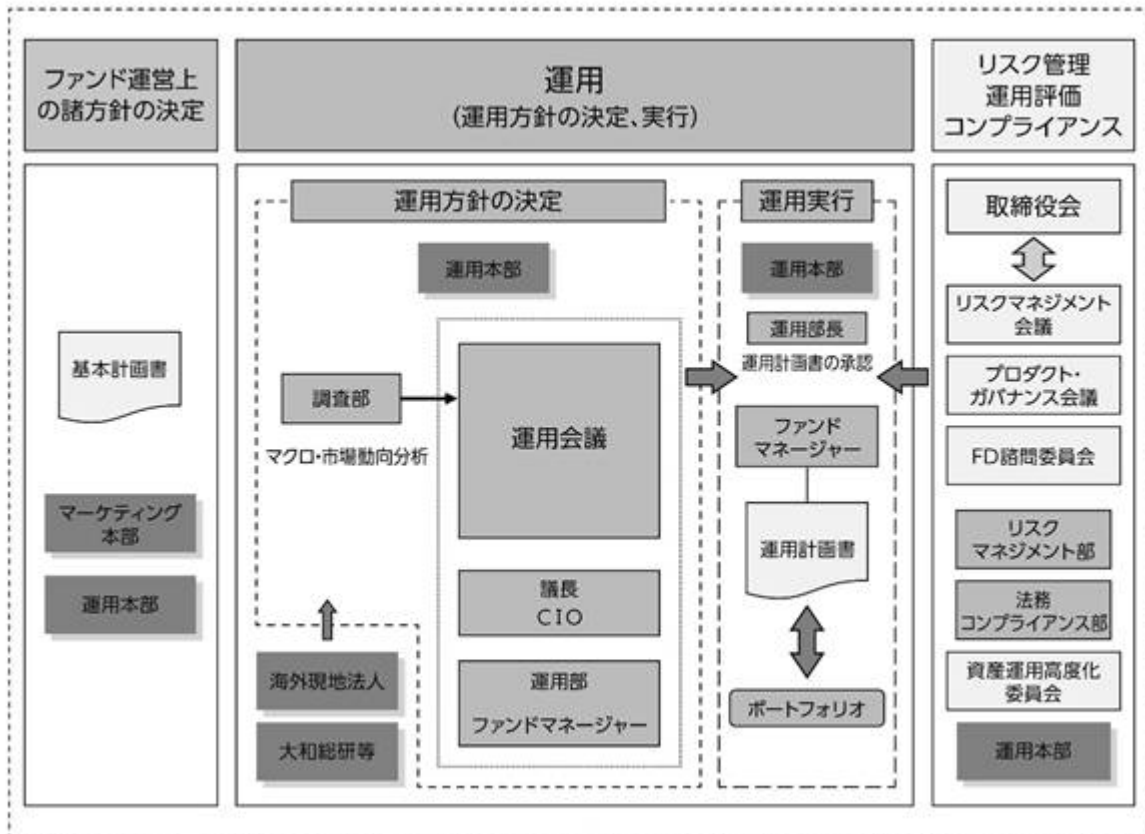 ファンド運営上
の諸方針の決定
基本計画書
マーケティング
本部
運用本部
運用
(運用方針の決定、実行)
運用方針の決定
運用本部
調査部
マクロ・市場動向分析
運用会議
議長
CIO
運用部
ファンドマネージャー
海外現地法人
大和総研等
運用実行
運用本部
運用部長
運用計画書の承認
ファンド
マネージャー
運用計画書
ポートフォリオ
リスク管理
運用評価
コンプライアンス
取締役会
リスクマネジメント
会議
プロダクト・
ガバナンス会議
FD諮問委員会
リスク
マネジメント部
法務
コンプライアンス部
資産運用高度化
委員会
運用本部